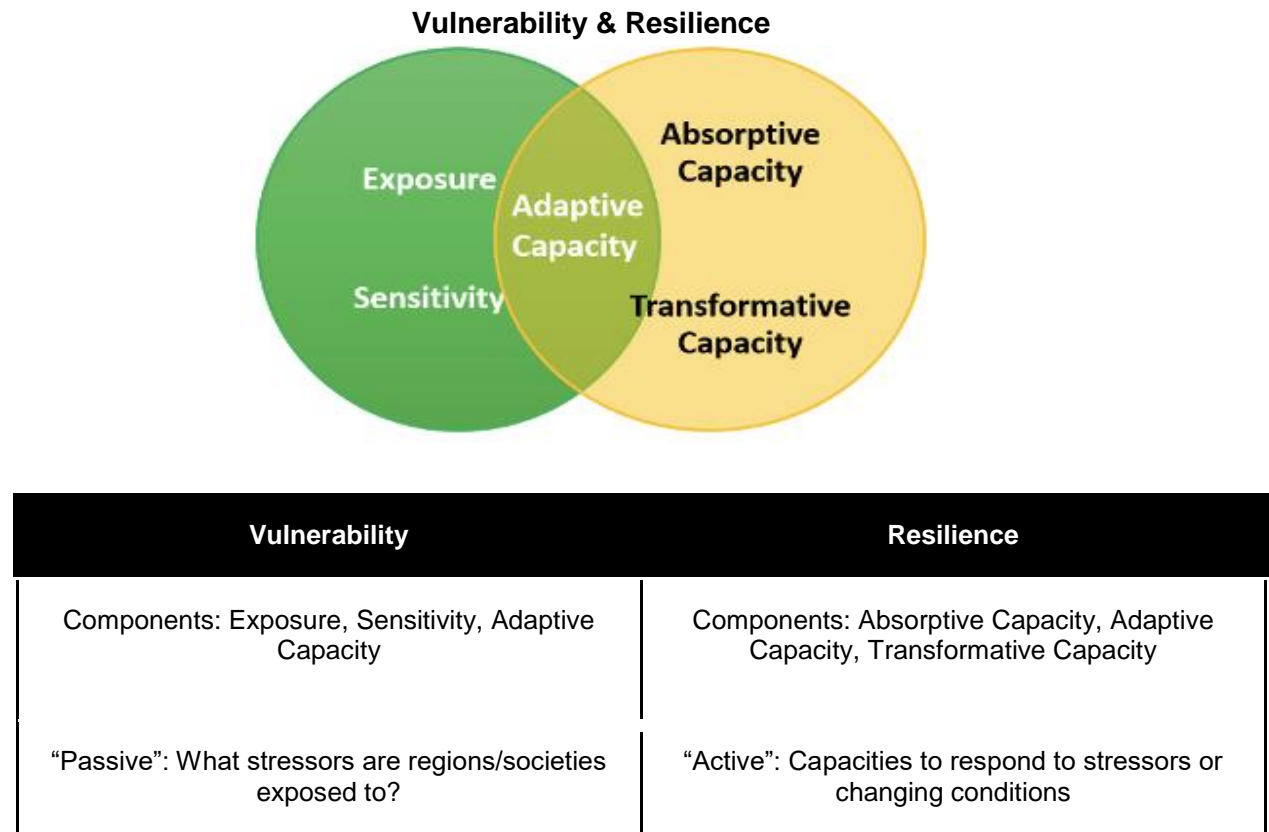 Vulnerability & Resilience
Exposure
Sensitivity
Adaptive
Capacity
Absorptive
Capacity
Transformative
Capacity
Vulnerability
Resilience
Components: Exposure, Sensitivity, Adaptive
Capacity
Components: Absorptive Capacity, Adaptive
Capacity, Transformative Capacity
“Passive”: What stressors are regions/societies
exposed to?
“Active”: Capacities to respond to stressors or
changing conditions